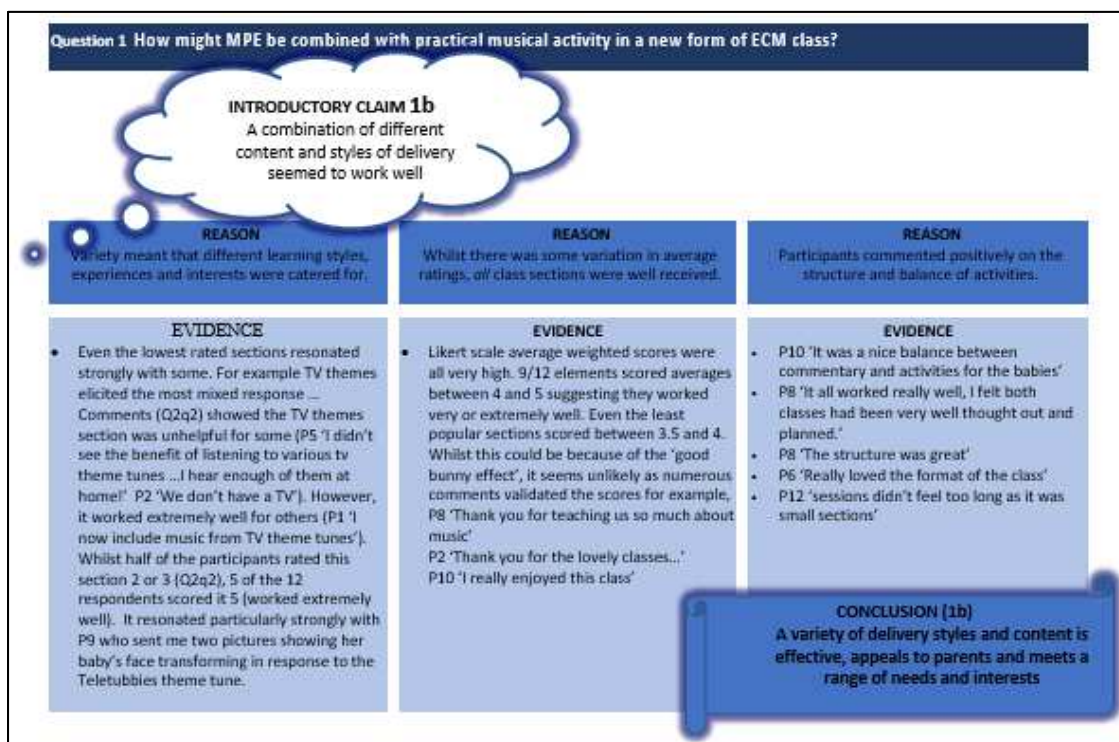 Question 1 How might MPE be combined with practical musical activity in a new form of ECM class?
INTRODUCTORY CLAIM 1b
A combination of different
content and styles of delivery
seemed to work well
REASON
Variety meant that different learning styles,
experiences and interests were catered for.
REASON
Whilst there was some variation in average
ratings, all class sections were well received.
REASON
Participants commented positively on the
structure and balance of activities.
EVIDENCE
• Even the lowest rated sections resonated
strongly with some. For example TV themes
elicited the most mixed response ...
Comments (Q2q2) showed the TV themes
section was unhelpful for some (P5 'I didn't
see the benefit of listening to various tv
theme tunes ...I hear enough of them at
home!' P2 'We don't have a TV'). However,
it worked extremely well for others (P1 'I
now include music from TV theme tunes').
Whilst half of the participants rated this
section 2 or 3 (Q2q2), 5 of the 12
respondents scored it 5 (worked extremely
well). It resonated particularly strongly with
P9 who sent me two pictures showing her
baby's face transforming in response to the
Teletubbies theme tune.
EVIDENCE
• Likert scale average weighted scores were
all very high. 9/12 elements scored averages
between 4 and 5 suggesting they worked
very or extremely well. Even the least
popular sections scored between 3.5 and 4.
Whilst this could be because of the 'good
bunny effect', it seems unlikely as numerous
comments validated the scores for example,
P8 'Thank you for teaching us so much about
music'
P2 'Thank you for the lovely classes...'
P10 'I really enjoyed this class'
EVIDENCE
• P10 'It was a nice balance between
commentary and activities for the babies'
• P8 'It all worked really well, I felt both
classes had been very well thought out and
planned.'
• P8 'The structure was great'
• P6 'Really loved the format of the class'
• P12 'sessions didn't feel too long as it was
small sections'
CONCLUSION (1b)
A variety of delivery styles and content is
effective, appeals to parents and meets a
range of needs and interests